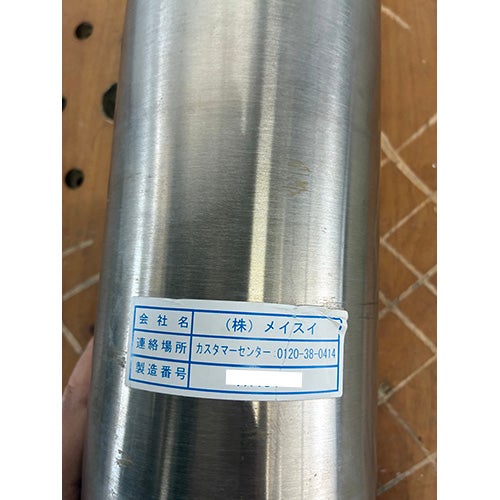 会社名 (株)メイスイ
連絡場所 カスタマーセンター 0120-38-0414
製造番号